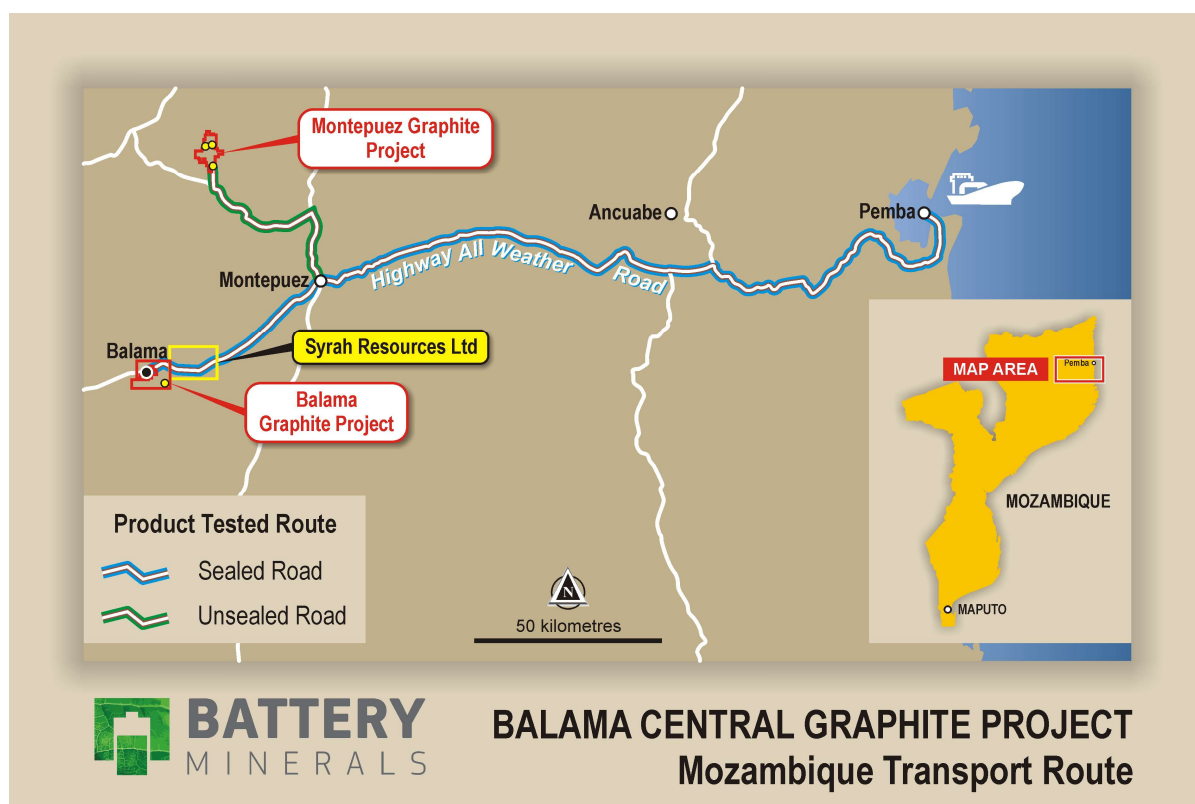 Montepuez Graphite
Project
Ancuabe
Pemba
Highway All Weather Road
Montepuez
Syrah Resources Ltd
Balama
Balama
Graphite Project
Product Tested Route
Sealed Road
Unsealed Road
N
50 kilometres
MAP AREA
Pemba
MOZAMBIQUE
MAPUTO
BATTERY
MINERALS
BALAMA CENTRAL GRAPHITE PROJECT
Mozambique Transport Route